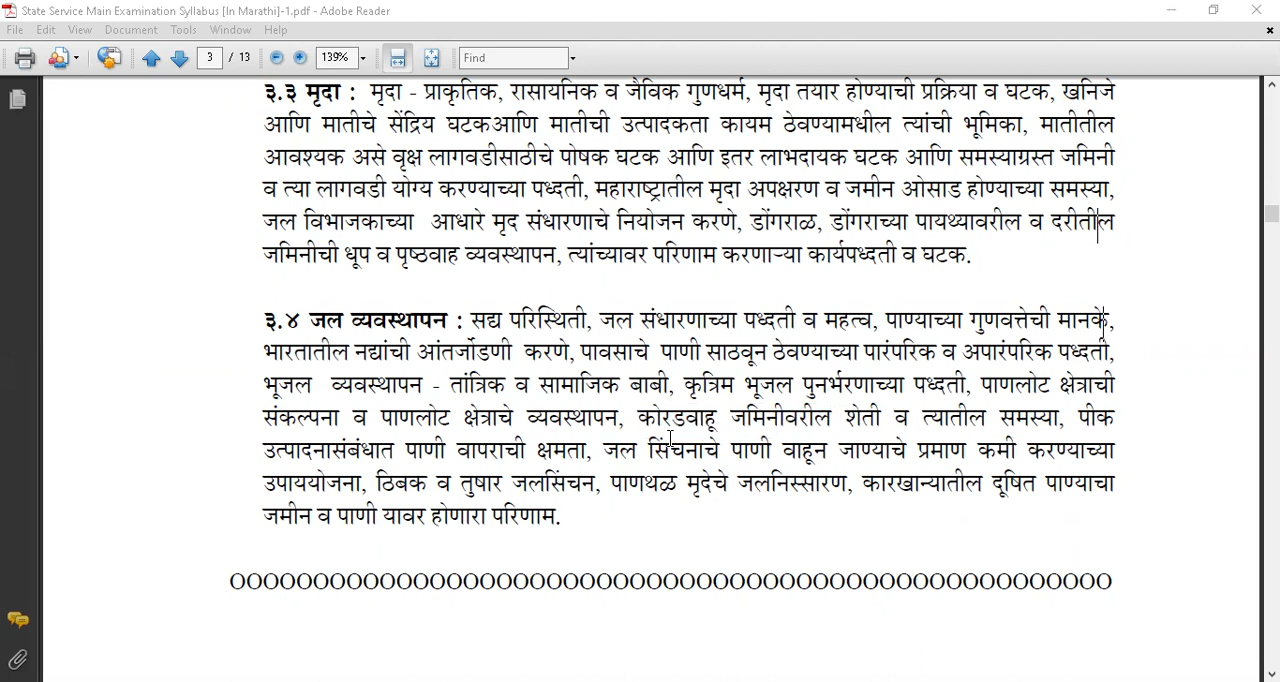 State Service Main Examination Syllabus [In Marathi]-1.pdf - Adobe Reader
File Edit View Document Tools Window Help
3 / 13 139% Find
३.३ मृदा : मृदा - प्राकृतिक, रासायनिक व जैविक गुणधर्म, मृदा तयार होण्याची प्रक्रिया व घटक, खनिजे
आणि मातीचे सेंद्रिय घटकआणि मातीची उत्पादकता कायम ठेवण्यामधील त्यांची भूमिका, मातीतील
आवश्यक असे वृक्ष लागवडीसाठीचे पोषक घटक आणि इतर लाभदायक घटक आणि समस्याग्रस्त जमिनी
व त्या लागवडी योग्य करण्याच्या पध्दती, महाराष्ट्रातील मृदा अपक्षरण व जमीन ओसाड होण्याच्या समस्या,
जल विभाजकाच्या आधारे मृद संधारणाचे नियोजन करणे, डोंगराळ, डोंगराच्या पायथ्यावरील व दरीतील
जमिनीची धूप व पृष्ठवाह व्यवस्थापन, त्यांच्यावर परिणाम करणाऱ्या कार्यपध्दती व घटक.
३.४ जल व्यवस्थापन : सद्य परिस्थिती, जल संधारणाच्या पध्दती व महत्व, पाण्याच्या गुणवत्तेची मानके,
भारतातील नद्यांची आंतर्जोडणी करणे, पावसाचे पाणी साठवून ठेवण्याच्या पारंपरिक व अपारंपरिक पध्दती,
भूजल व्यवस्थापन - तांत्रिक व सामाजिक बाबी, कृत्रिम भूजल पुनर्भरणाच्या पध्दती, पाणलोट क्षेत्राची
संकल्पना व पाणलोट क्षेत्राचे व्यवस्थापन, कोरडवाहू जमिनीवरील शेती व त्यातील समस्या, पीक
उत्पादनासंबंधात पाणी वापराची क्षमता, जल सिंचनाचे पाणी वाहून जाण्याचे प्रमाण कमी करण्याच्या
उपाययोजना, ठिबक व तुषार जलसिंचन, पाणथळ मृदेचे जलनिस्सारण, कारखान्यातील दूषित पाण्याचा
जमीन व पाणी यावर होणारा परिणाम.
OOOOOOOOOOOOOOOOOOOOOOOOOOOOOOOOOOOOOOOOOOOOOOOOOOOOO